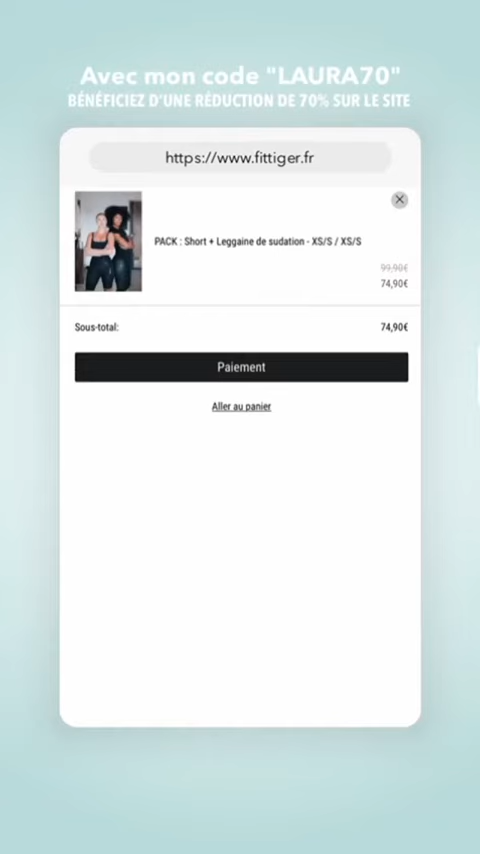 Avec mon code "LAURA70"
BÉNÉFICIEZ D'UNE RÉDUCTION DE 70% SUR LE SITE
https://www.fittiger.fr
PACK : Short + Leggaine de sudation - XS/S / XS/S
99,90€
74,90€
Sous-total:
74,90€
Paiement
Aller au panier